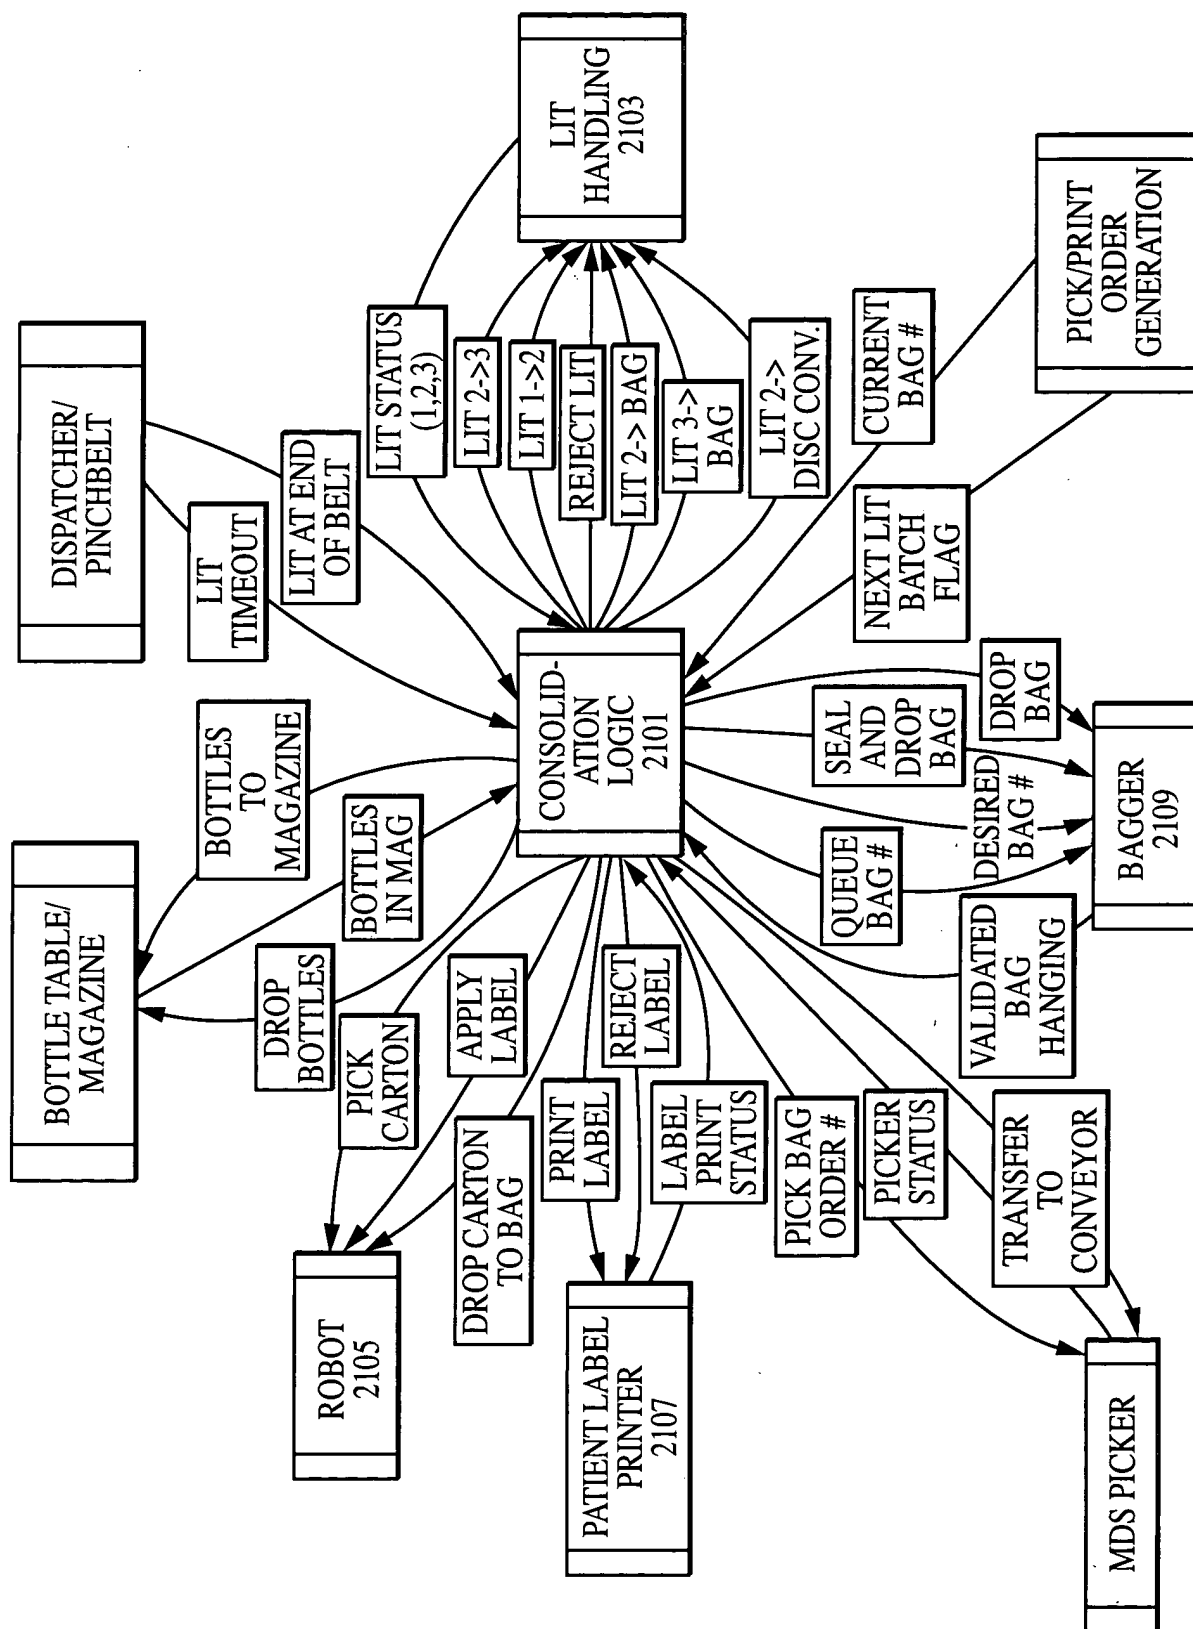 DISPATCHER/
PINCHBELT
LIT
TIMEOUT
LIT AT END
OF BELT
BOTTLE TABLE/
MAGAZINE
BOTTLES
TO
MAGAZINE
BOTTLES
IN MAG
DROP
BOTTLES
LIT
HANDLING
2103
LIT STATUS
(1,2,3)
LIT 2->3
LIT 1->2
REJECT LIT
LIT 2-> BAG
LIT 3->
BAG
LIT 2->
DISC CONV.
CONSOLID-
ATION
LOGIC
2101
ROBOT
2105
PICK
CARTON
APPLY
LABEL
DROP CARTON
TO BAG
PATIENT LABEL
PRINTER
2107
PRINT
LABEL
REJECT
LABEL
LABEL
PRINT
STATUS
PICK/PRINT
ORDER
GENERATION
CURRENT
BAG #
NEXT LIT
BATCH
FLAG
BAGGER
2109
DROP
BAG
SEAL
AND
DROP
BAG
DESIRED
BAG #
QUEUE
BAG #
VALIDATED
BAG
HANGING
MDS PICKER
PICK BAG
ORDER #
PICKER
STATUS
TRANSFER
TO
CONVEYOR